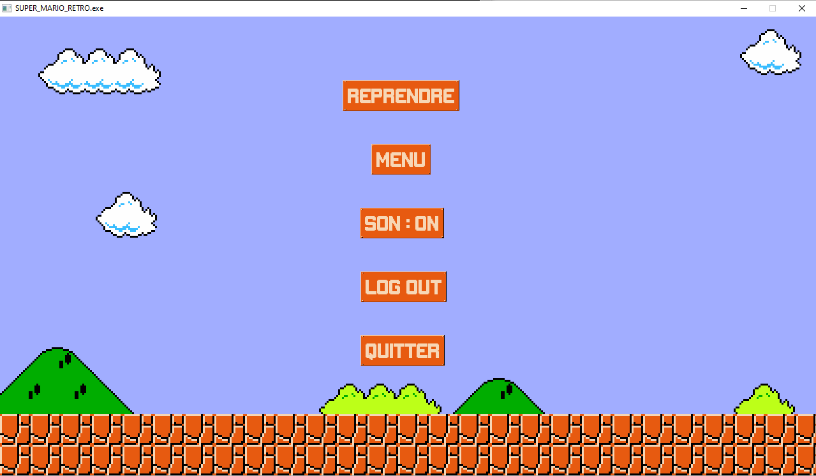 SUPER_MARIO_RETRO.exe
REPRENDRE
MENU
SON : ON
LOG OUT
QUITTER